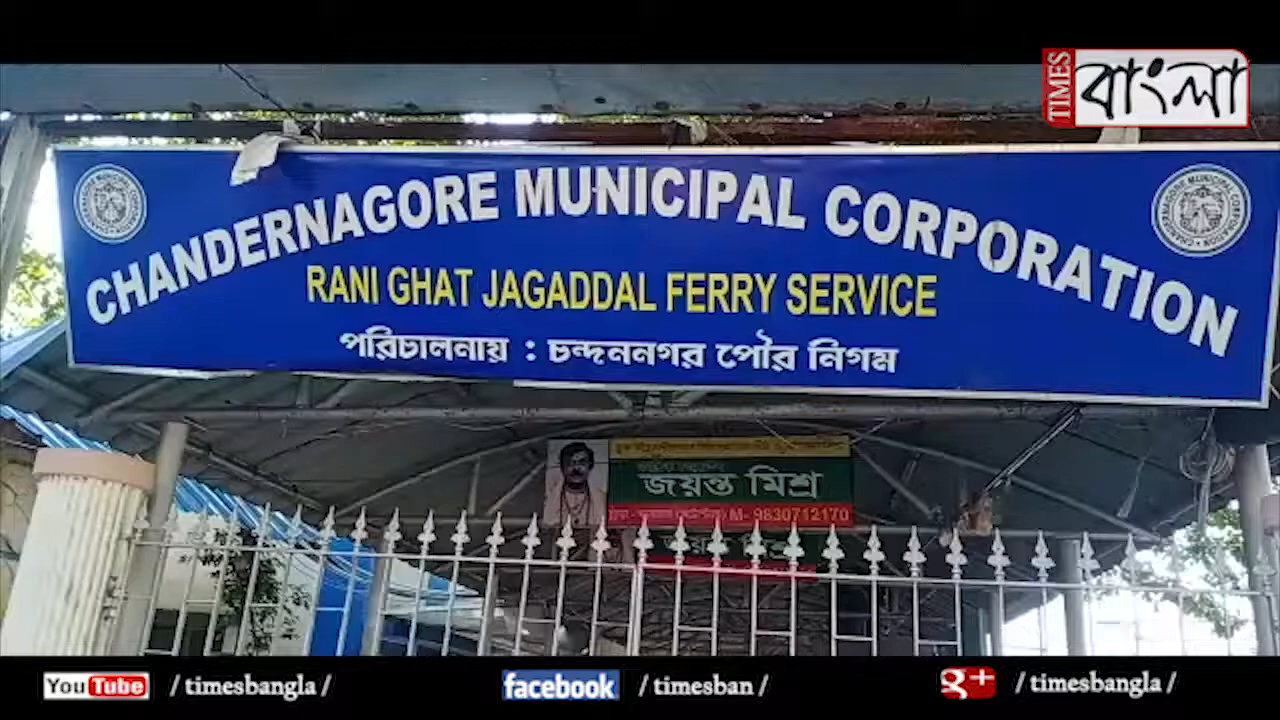 TIMES বাংলা
CHANDERNAGORE MUNICIPAL CORPORATION
RANI GHAT JAGADDAL FERRY SERVICE
পরিচালনায় : চন্দননগর পৌর নিগম
জয়ন্ত মিশ্র
M- 9830712170
YouTube / timesbangla /
facebook / timesban /
g+ / timesbangla /